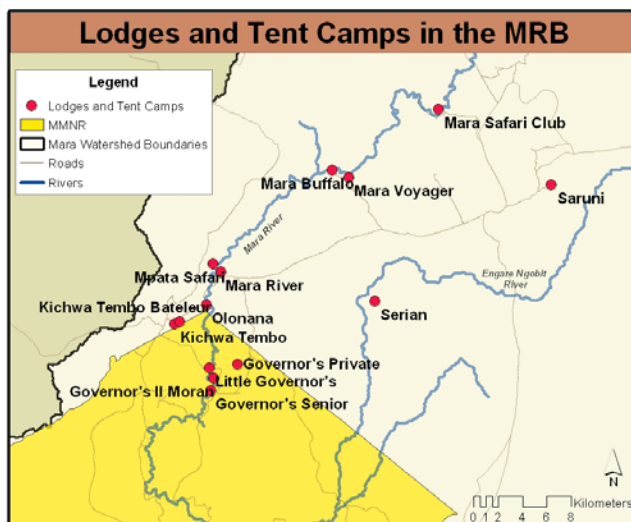 Lodges and Tent Camps in the MRB
Legend
Lodges and Tent Camps
MMNR
Mara Watershed Boundaries
Roads
Rivers
Mara Safari Club
Mara Buffalo
Mara Voyager
Saruni
Mara River
Engare Ngobit
River
Mpata Safari
Mara River
Kichwa Tembo Bateleur
Olonana
Serian
Kichwa Tembo
Governor's Private
Little Governor's
Governor's Il Moran
Governor's Senior
N
Kilometers
0 1 2 4 6 8